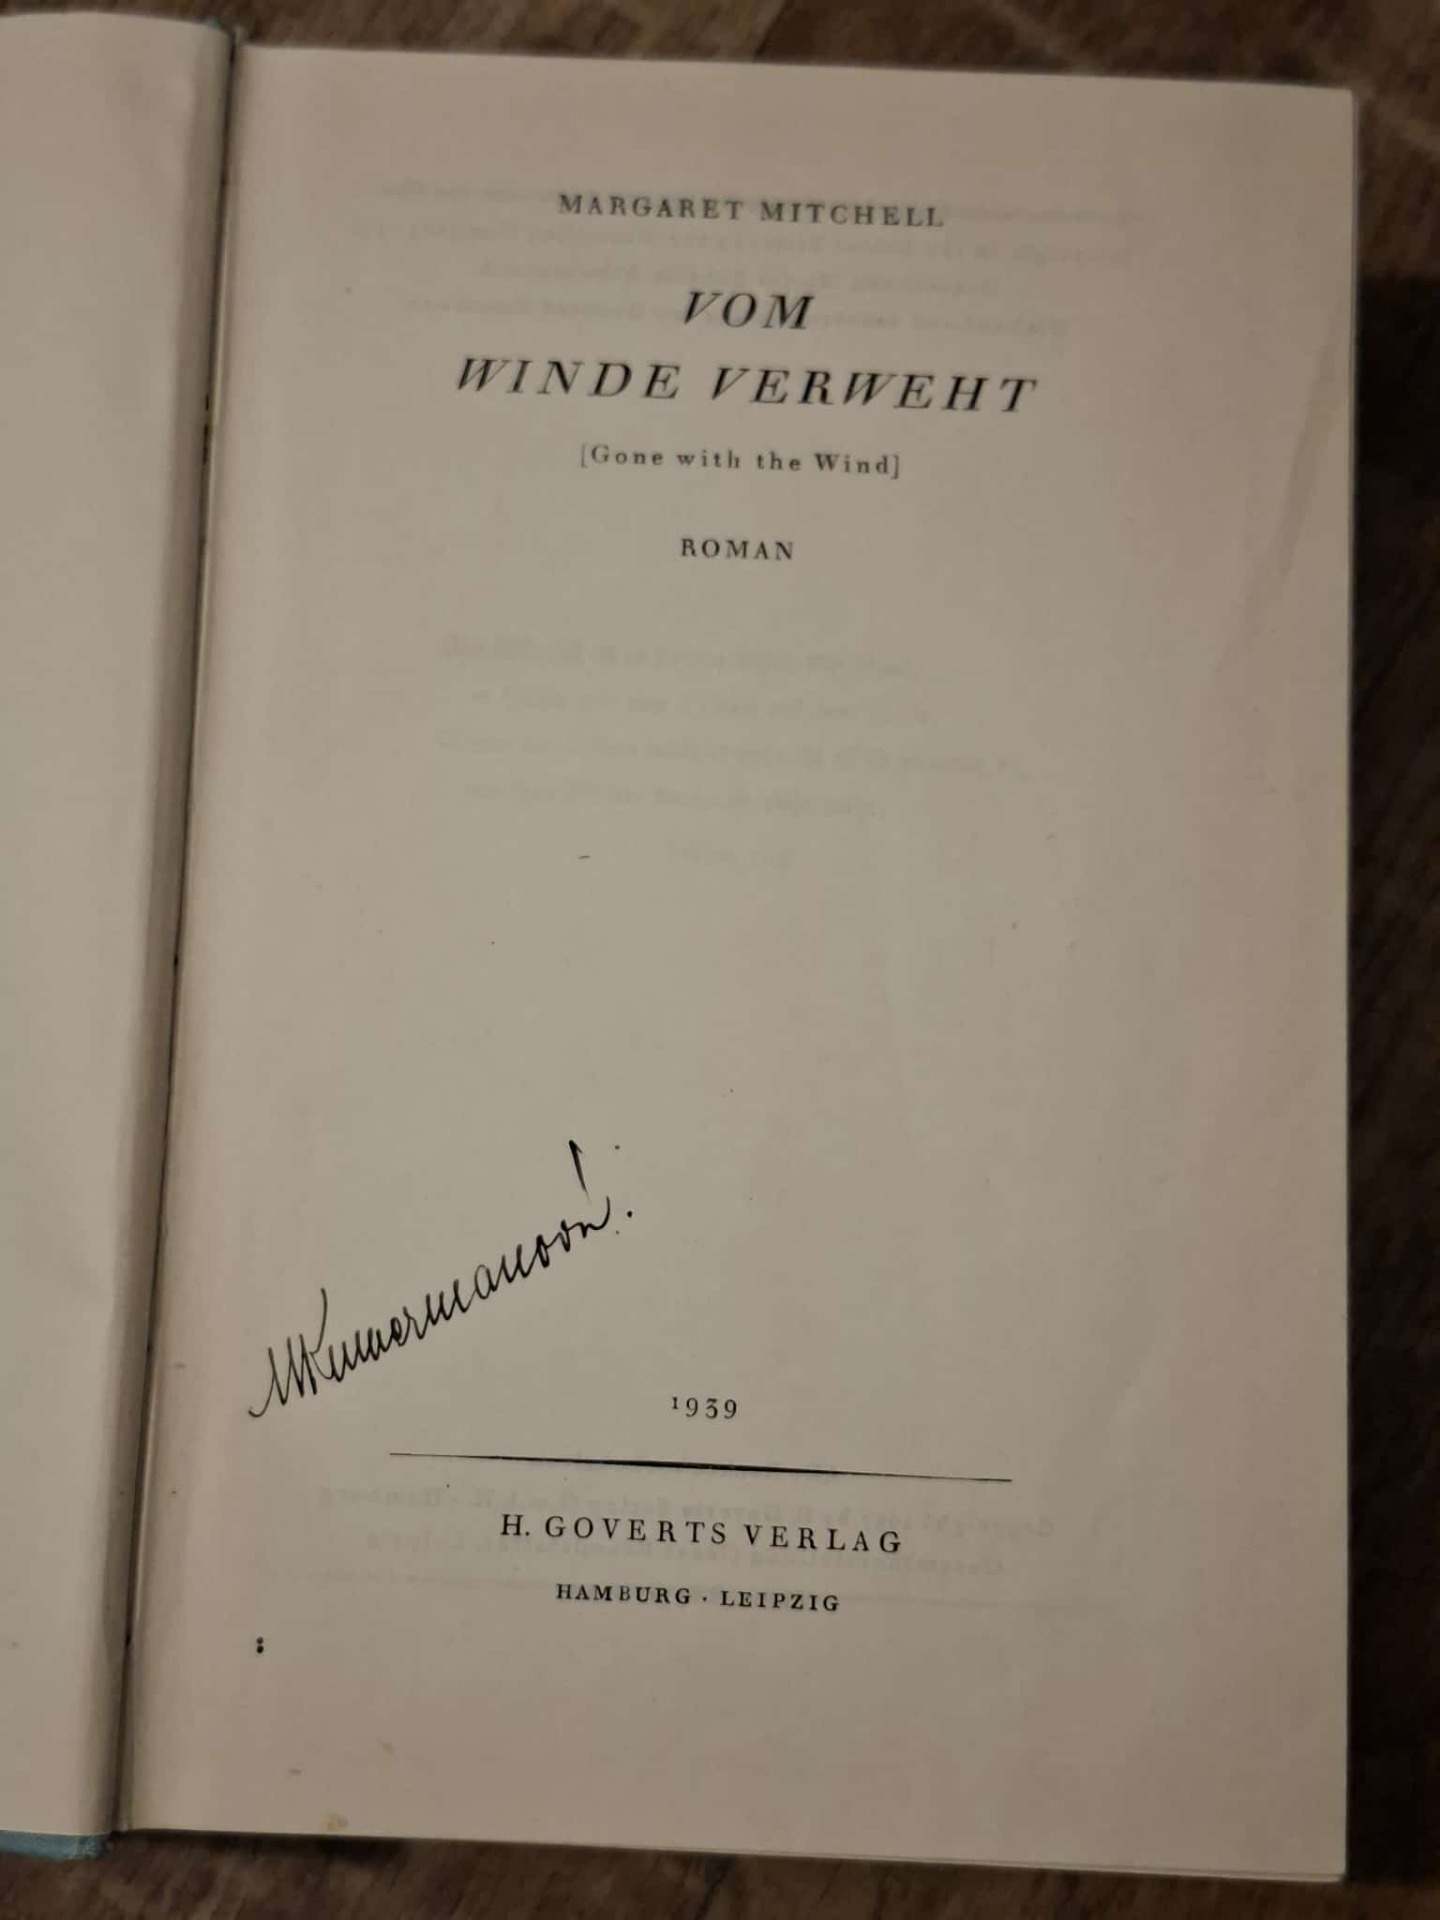 MARGARET MITCHELL
VOM
WINDE VERWEHT
[Gone with the Wind]
ROMAN
1939
H. GOVERTS VERLAG
HAMBURG · LEIPZIG